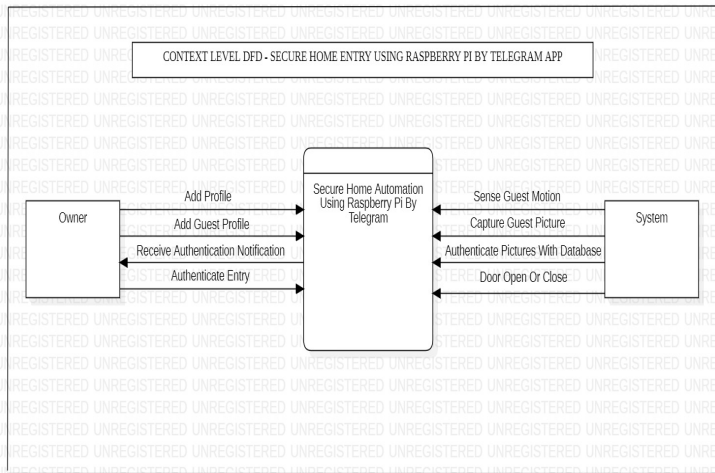 CONTEXT LEVEL DFD - SECURE HOME ENTRY USING RASPBERRY PI BY TELEGRAM APP
Owner
Add Profile
Add Guest Profile
Receive Authentication Notification
Authenticate Entry
Secure Home Automation
Using Raspberry Pi By
Telegram
Sense Guest Motion
Capture Guest Picture
Authenticate Pictures With Database
Door Open Or Close
System
UNREGISTERED